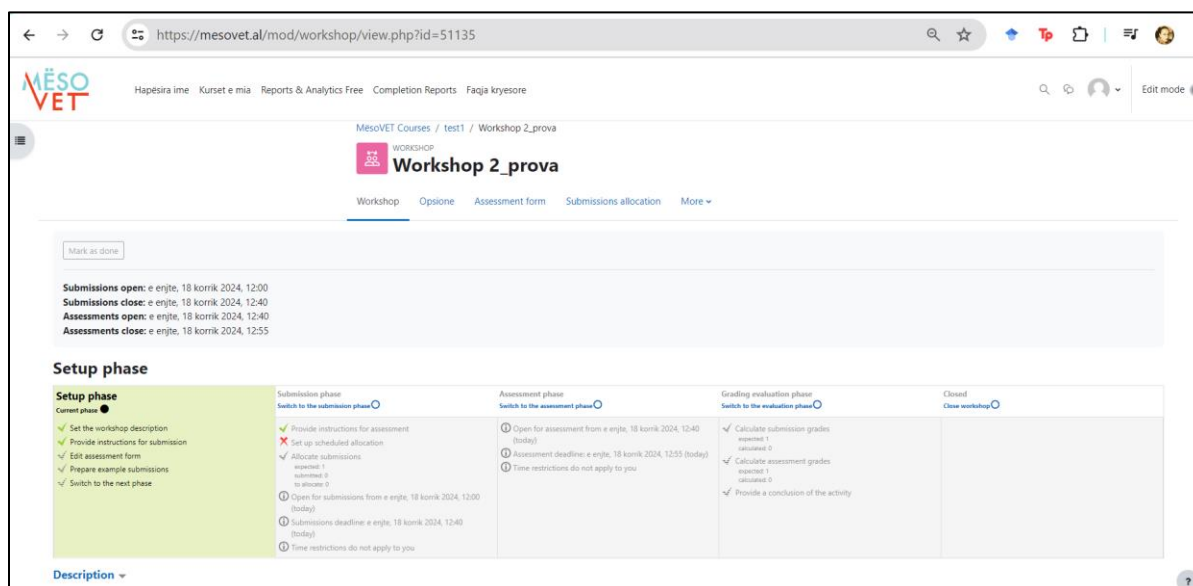 https://mesovet.al/mod/workshop/view.php?id=51135
MËSO
VET
Hapësira ime Kurset e mia Reports & Analytics Free Completion Reports Faqja kryesore
Edit mode
MësoVET Courses / test1 / Workshop 2_prova
WORKSHOP
Workshop 2_prova
Workshop Opsione Assessment form Submissions allocation More
Mark as done
Submissions open: e enjte, 18 korrik 2024, 12:00
Submissions close: e enjte, 18 korrik 2024, 12:40
Assessments open: e enjte, 18 korrik 2024, 12:40
Assessments close: e enjte, 18 korrik 2024, 12:55
Setup phase
Setup phase
Current phase
Set the workshop description
Provide instructions for submission
Edit assessment form
Prepare example submissions
Switch to the next phase
Submission phase
Switch to the submission phase
Provide instructions for assessment
Set up scheduled allocation
Allocate submissions
expected: 1
submitted: 0
to allocate: 0
Open for submissions from e enjte, 18 korrik 2024, 12:00
(today)
Submissions deadline: e enjte, 18 korrik 2024, 12:40
(today)
Time restrictions do not apply to you
Assessment phase
Switch to the assessment phase
Open for assessment from e enjte, 18 korrik 2024, 12:40
(today)
Assessment deadline: e enjte, 18 korrik 2024, 12:55 (today)
Time restrictions do not apply to you
Grading evaluation phase
Switch to the evaluation phase
Calculate submission grades
expected: 1
calculated: 0
Calculate assessment grades
expected: 1
calculated: 0
Provide a conclusion of the activity
Closed
Close workshop
Description
?